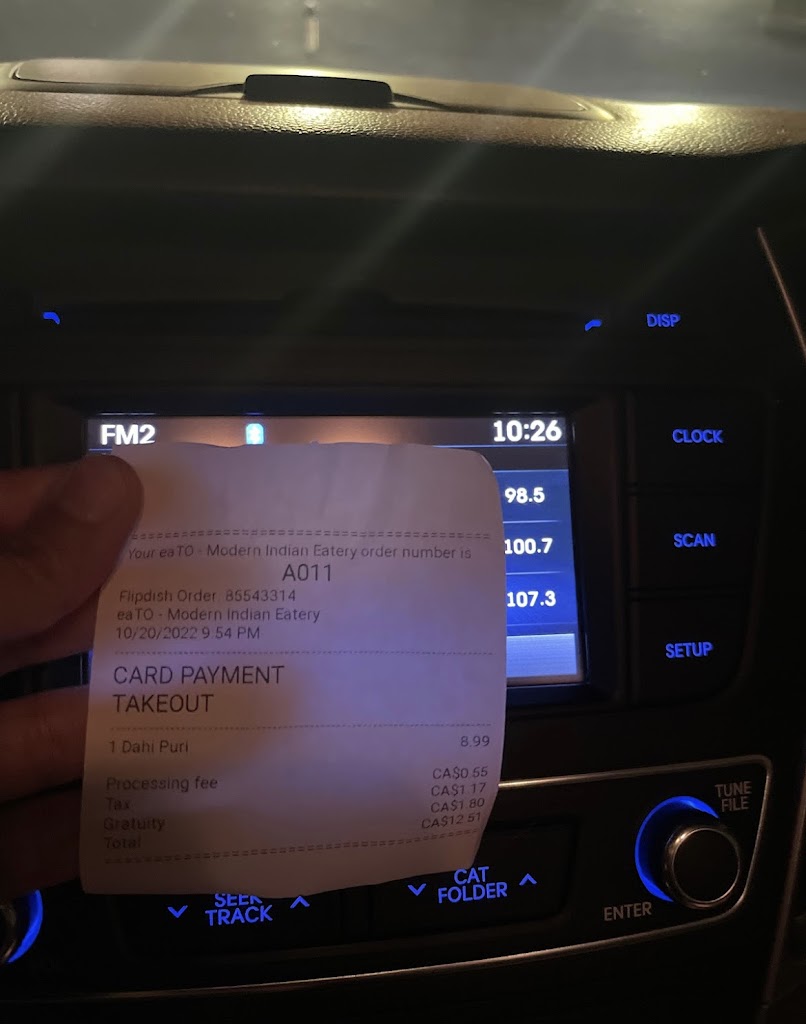 DISP
FM2 10:26
CLOCK
98.5
SCAN
100.7
107.3
SETUP
Your eaTO - Modern Indian Eatery order number is
A011
Flipdish Order: 86543314
eaTO - Modern Indian Eatery
10/20/2022 9:54 PM
CARD PAYMENT
TAKEOUT
1 Dahi Puri 8.99
Processing fee CA$0.55
Tax CA$1.17
Gratuity CA$1.80
Total CA$12.51
TUNE
FILE
SEEK
TRACK
CAT
FOLDER
ENTER